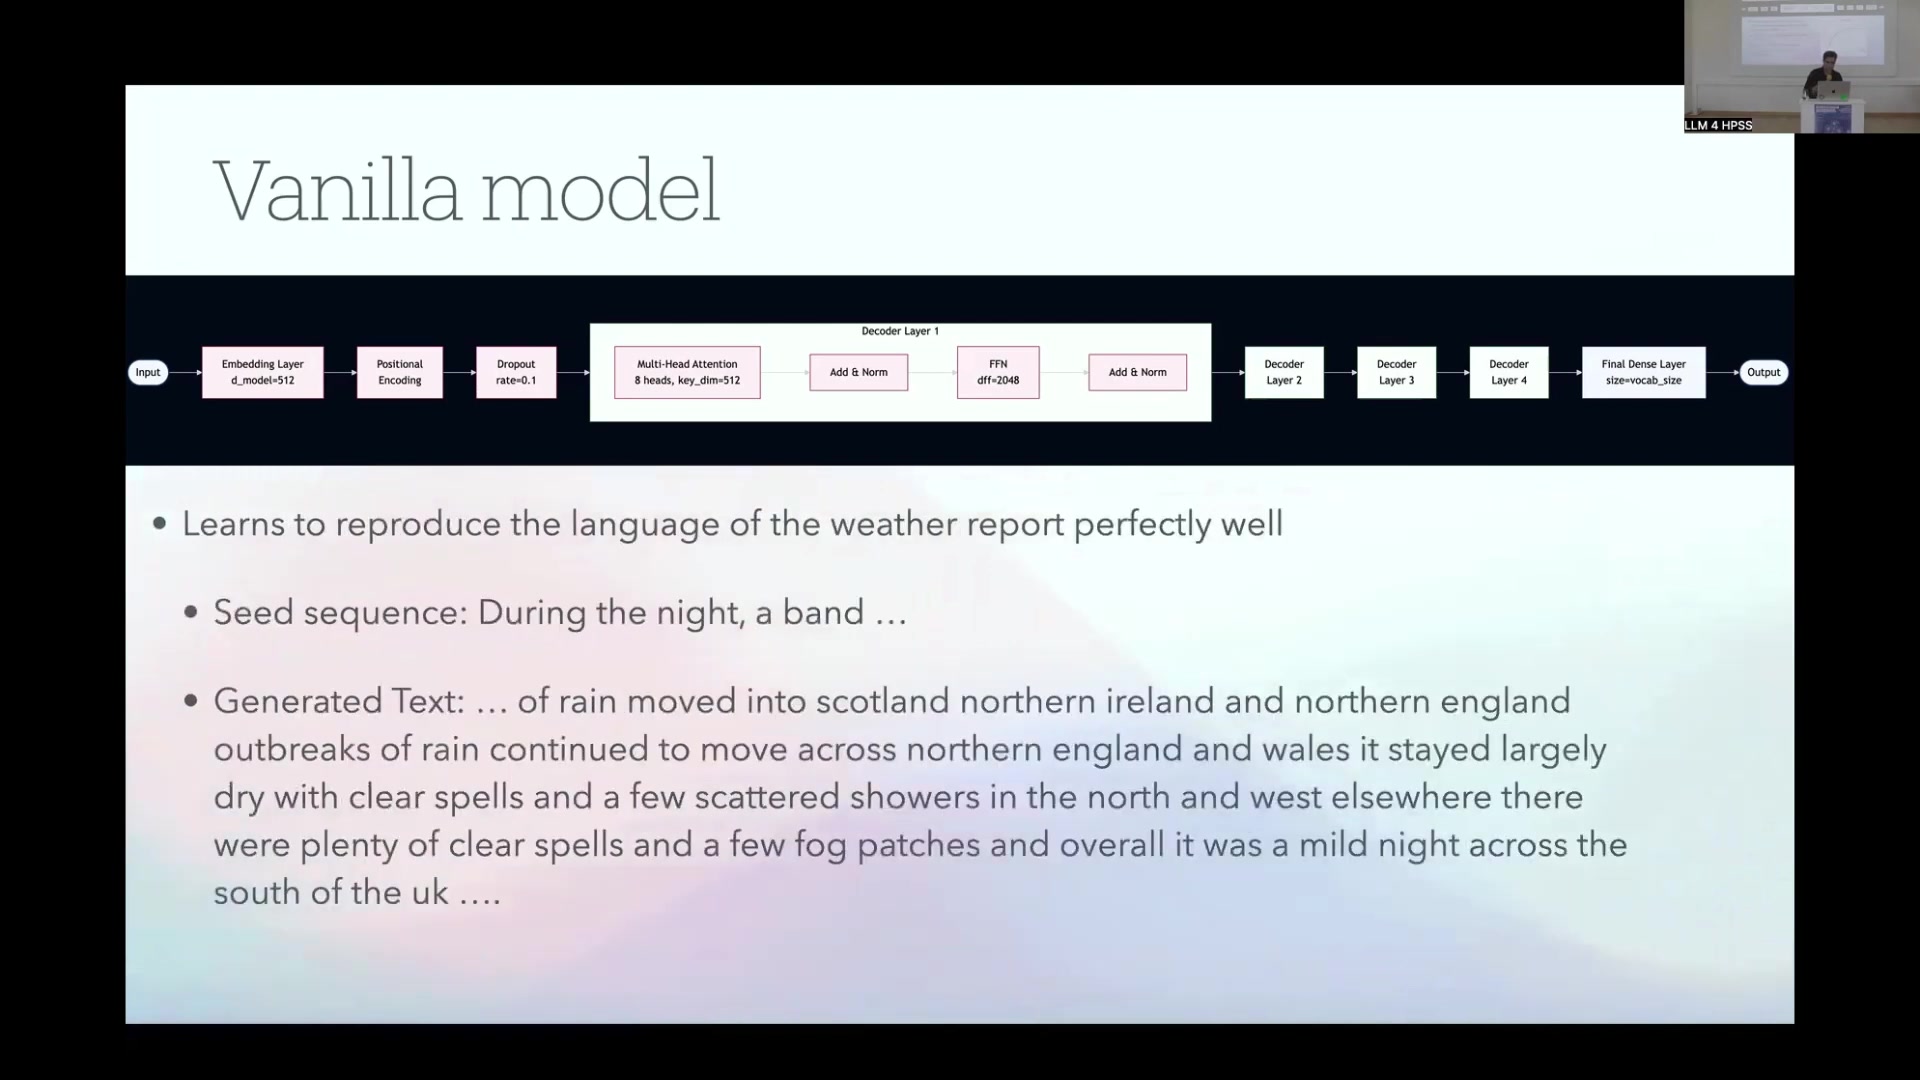 LLM 4 HPSS
Vanilla model
Decoder Layer 1
Input
Embedding Layer
d_model=512
Positional
Encoding
Dropout
rate=0.1
Multi-Head Attention
8 heads, key_dim=512
Add & Norm
FFN
dff=2048
Add & Norm
Decoder
Layer 2
Decoder
Layer 3
Decoder
Layer 4
Final Dense Layer
size=vocab_size
Output
• Learns to reproduce the language of the weather report perfectly well
• Seed sequence: During the night, a band …
• Generated Text: … of rain moved into scotland northern ireland and northern england
outbreaks of rain continued to move across northern england and wales it stayed largely
dry with clear spells and a few scattered showers in the north and west elsewhere there
were plenty of clear spells and a few fog patches and overall it was a mild night across the
south of the uk ….